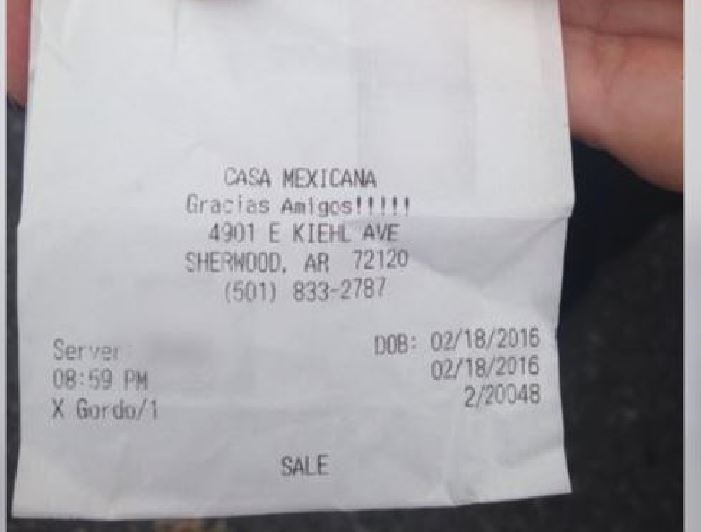 CASA MEXICANA
Gracias Amigos!!!!!
4901 E KIEHL AVE
SHERWOOD, AR 72120
(501) 833-2787
Server DOB: 02/18/2016
08:59 PM 02/18/2016
X Gordo/1 2/20048
SALE